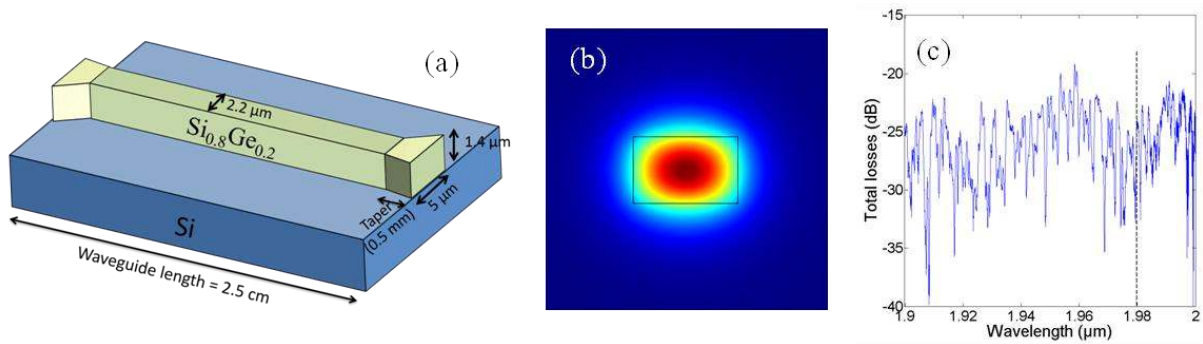 (a)
2.2 µm
Si0.8Ge0.2
1.4 µm
5 µm
Taper
(0.5 mm)
Si
Waveguide length = 2.5 cm
(b)
(c)
Total losses (dB)
-15
-20
-25
-30
-35
-40
1.9
1.92
1.94
1.96
1.98
2
Wavelength (µm)